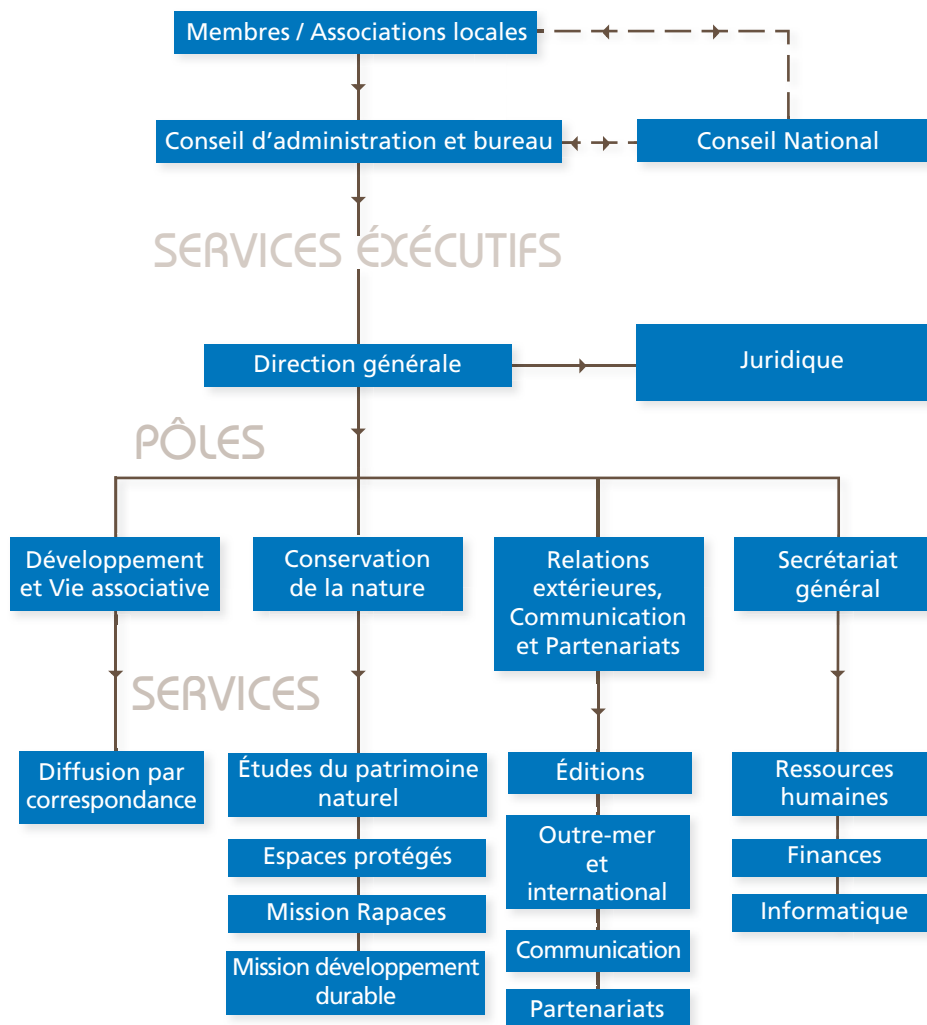 Membres / Associations locales
Conseil d'administration et bureau
Conseil National
SERVICES ÉXÉCUTIFS
Direction générale
Juridique
PÔLES
Développement
et Vie associative
Conservation
de la nature
Relations
extérieures,
Communication
et Partenariats
Secrétariat
général
SERVICES
Diffusion par
correspondance
Études du patrimoine
naturel
Espaces protégés
Mission Rapaces
Mission développement
durable
Éditions
Outre-mer
et
international
Communication
Partenariats
Ressources
humaines
Finances
Informatique